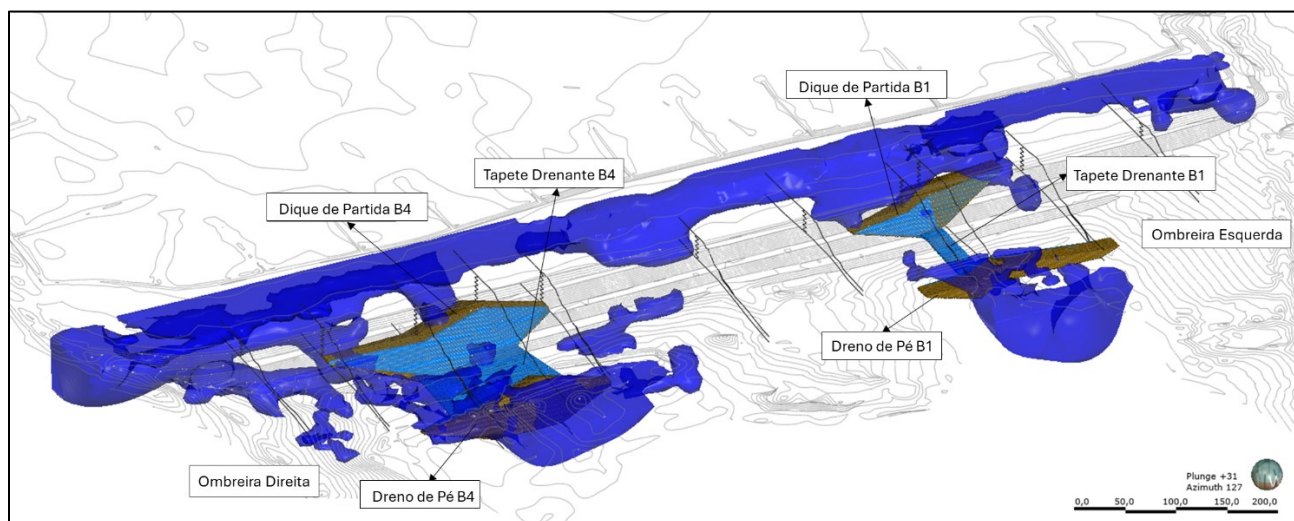 Dique de Partida B1
Tapete Drenante B4
Tapete Drenante B1
Dique de Partida B4
Ombreira Esquerda
Dreno de Pé B1
Ombreira Direita
Dreno de Pé B4
Plunge +31
Azimuth 127
0,0 50,0 100,0 150,0 200,0